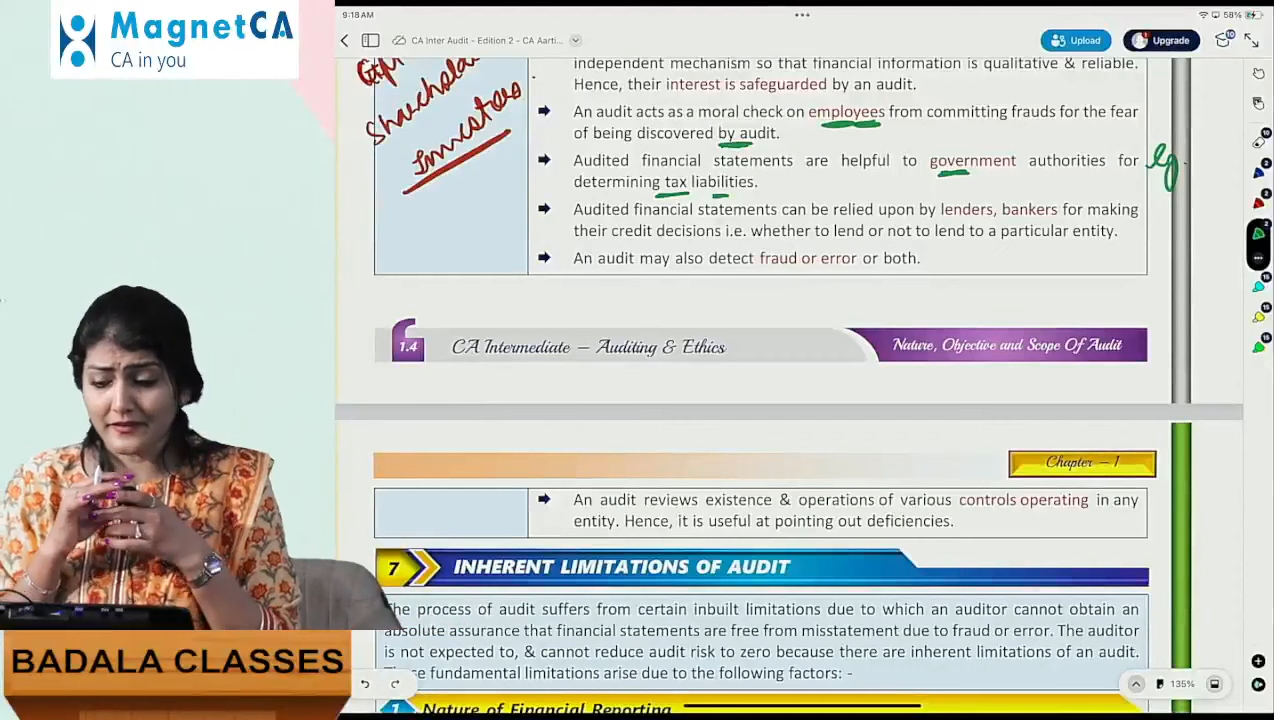 MagnetCA
CA in you
9:18 AM
58%
CA Inter Audit - Edition 2 - CA Aarti...
Upload
Upgrade
Shareholders
Investors
independent mechanism so that financial information is qualitative & reliable.
Hence, their interest is safeguarded by an audit.
An audit acts as a moral check on employees from committing frauds for the fear
of being discovered by audit.
Audited financial statements are helpful to government authorities for
determining tax liabilities.
eg
Audited financial statements can be relied upon by lenders, bankers for making
their credit decisions i.e. whether to lend or not to lend to a particular entity.
An audit may also detect fraud or error or both.
1.4 CA Intermediate – Auditing & Ethics Nature, Objective and Scope Of Audit
Chapter – 1
An audit reviews existence & operations of various controls operating in any
entity. Hence, it is useful at pointing out deficiencies.
7 INHERENT LIMITATIONS OF AUDIT
The process of audit suffers from certain inbuilt limitations due to which an auditor cannot obtain an
absolute assurance that financial statements are free from misstatement due to fraud or error. The auditor
is not expected to, & cannot reduce audit risk to zero because there are inherent limitations of an audit.
fundamental limitations arise due to the following factors: -
135%
1 Nature of Financial Reporting
BADALA CLASSES